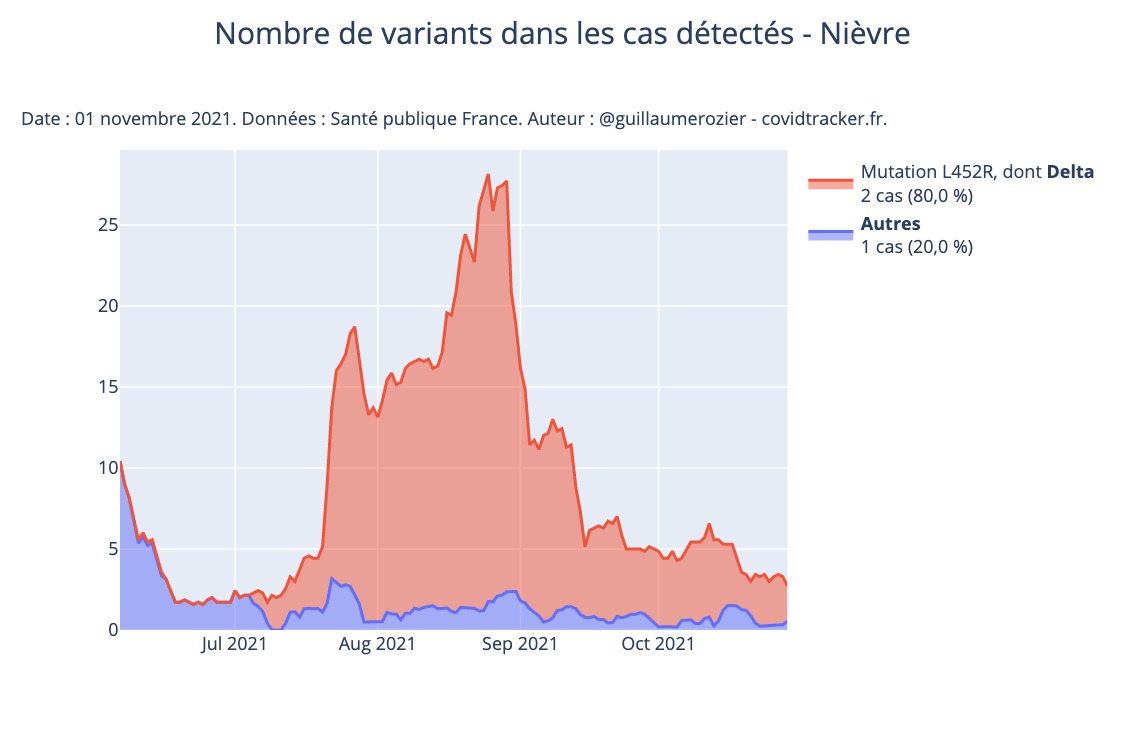 Nombre de variants dans les cas détectés - Nièvre
Date : 01 novembre 2021. Données : Santé publique France. Auteur : @guillaumerozier - covidtracker.fr.
Mutation L452R, dont Delta
2 cas (80,0 %)
Autres
1 cas (20,0 %)
25
20
15
10
5
0
Jul 2021 Aug 2021 Sep 2021 Oct 2021